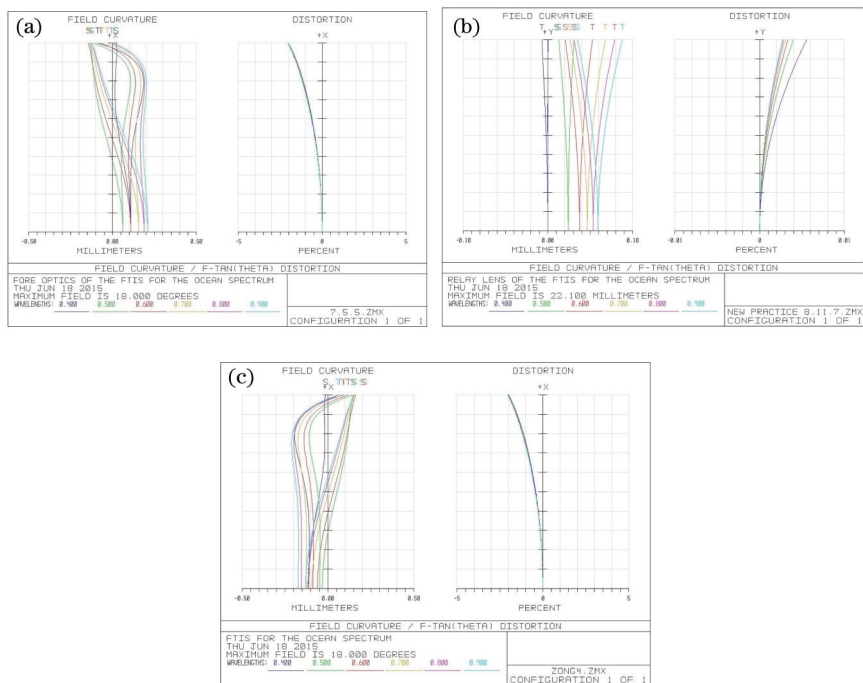 (a)
FIELD CURVATURE
DISTORTION
+X
+X
-0.50
0.00
0.50
-5
0
5
MILLIMETERS
PERCENT
FIELD CURVATURE / F-TAN(THETA) DISTORTION
FORE OPTICS OF THE FTIS FOR THE OCEAN SPECTRUM
THU JUN 18 2015
MAXIMUM FIELD IS 18.000 DEGREES
WAVELENGTHS: 0.400 0.500 0.600 0.700 0.800 0.900
7.5.5.ZMX
CONFIGURATION 1 OF 1
(b)
FIELD CURVATURE
DISTORTION
+Y
+Y
-0.10
0.00
0.10
-0.01
0
0.01
MILLIMETERS
PERCENT
FIELD CURVATURE / F-TAN(THETA) DISTORTION
RELAY LENS OF THE FTIS FOR THE OCEAN SPECTRUM
THU JUN 18 2015
MAXIMUM FIELD IS 22.100 MILLIMETERS
WAVELENGTHS: 0.400 0.500 0.600 0.700 0.800 0.900
NEW PRACTICE 8.11.7.ZMX
CONFIGURATION 1 OF 1
(c)
FIELD CURVATURE
DISTORTION
+X
+X
-0.50
0.00
0.50
-5
0
5
MILLIMETERS
PERCENT
FIELD CURVATURE / F-TAN(THETA) DISTORTION
FTIS FOR THE OCEAN SPECTRUM
THU JUN 18 2015
MAXIMUM FIELD IS 18.000 DEGREES
WAVELENGTHS: 0.400 0.500 0.600 0.700 0.800 0.900
ZONG4.ZMX
CONFIGURATION 1 OF 1